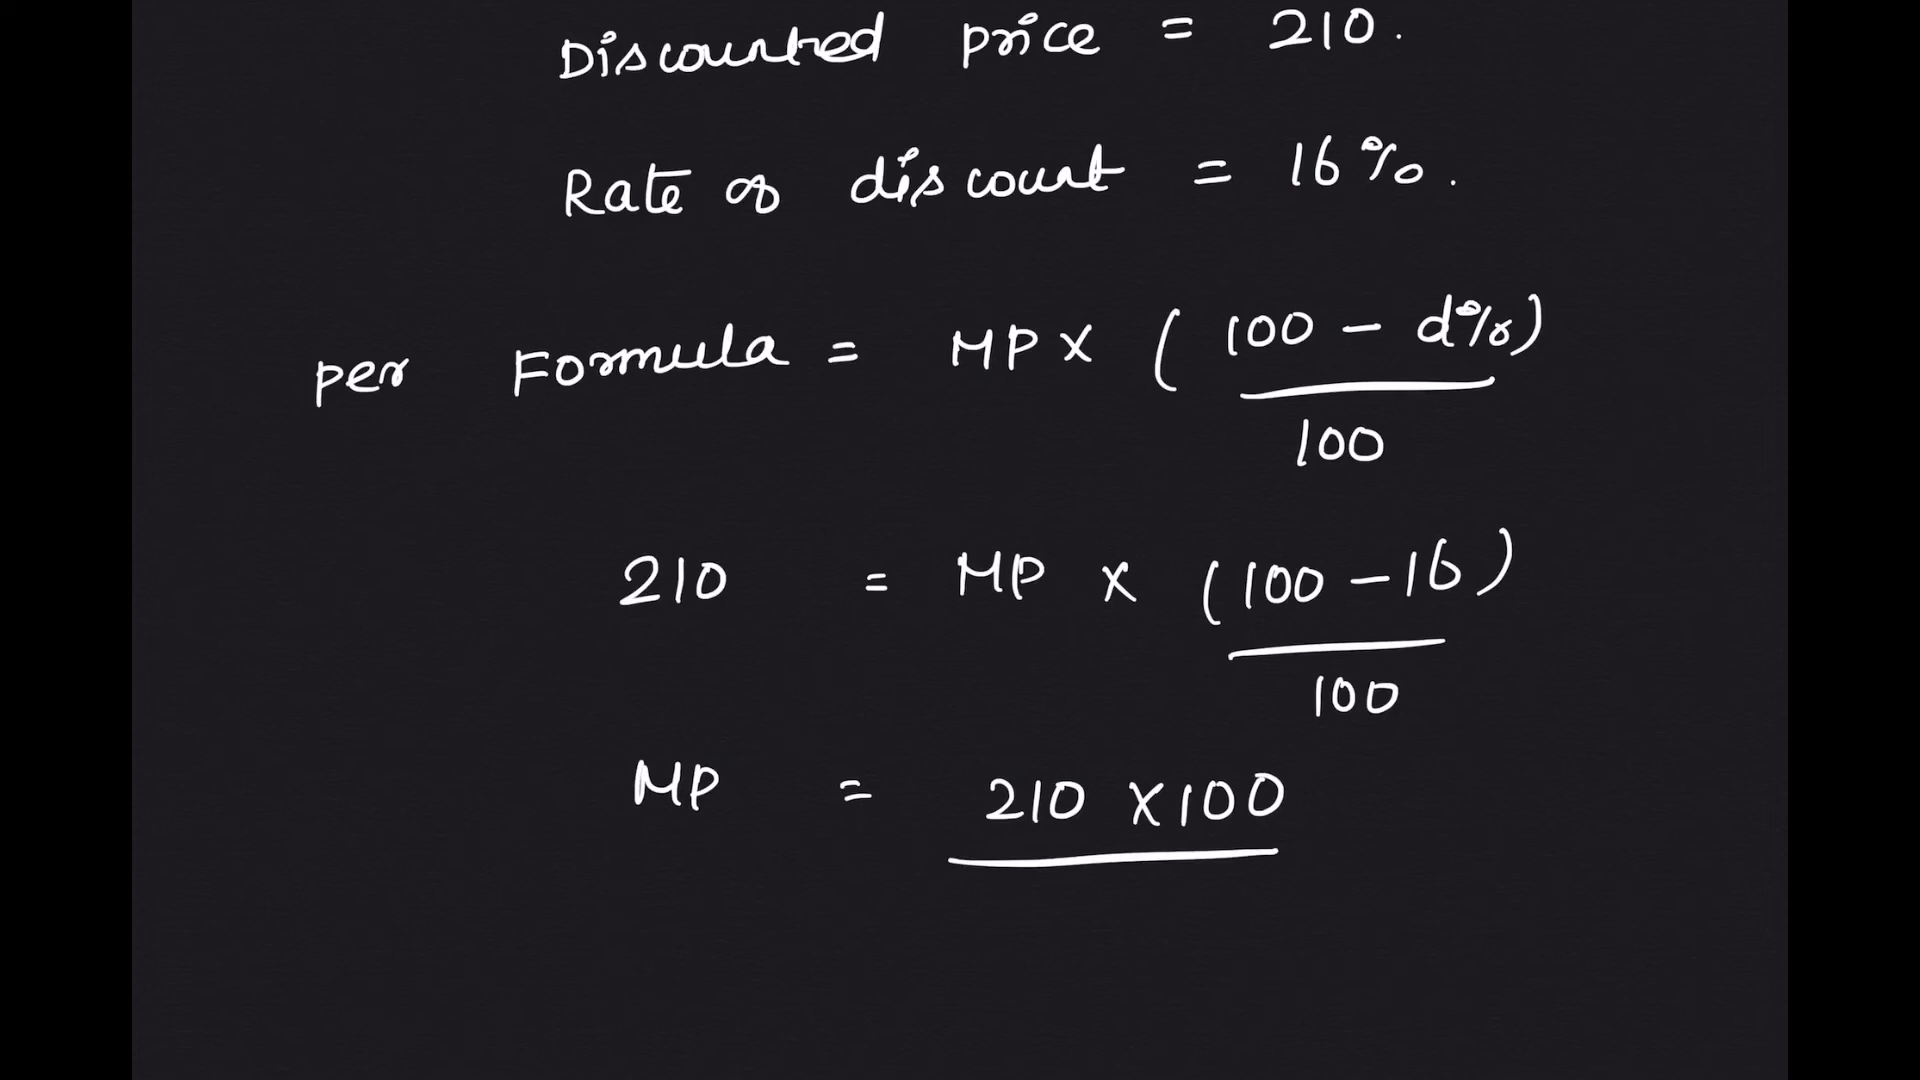 Discounted price = 210.
Rate of discount = 16%.
per Formula = MP x ( 100 - d%)
100
210 = MP x (100 - 16)
100
MP = 210 x 100